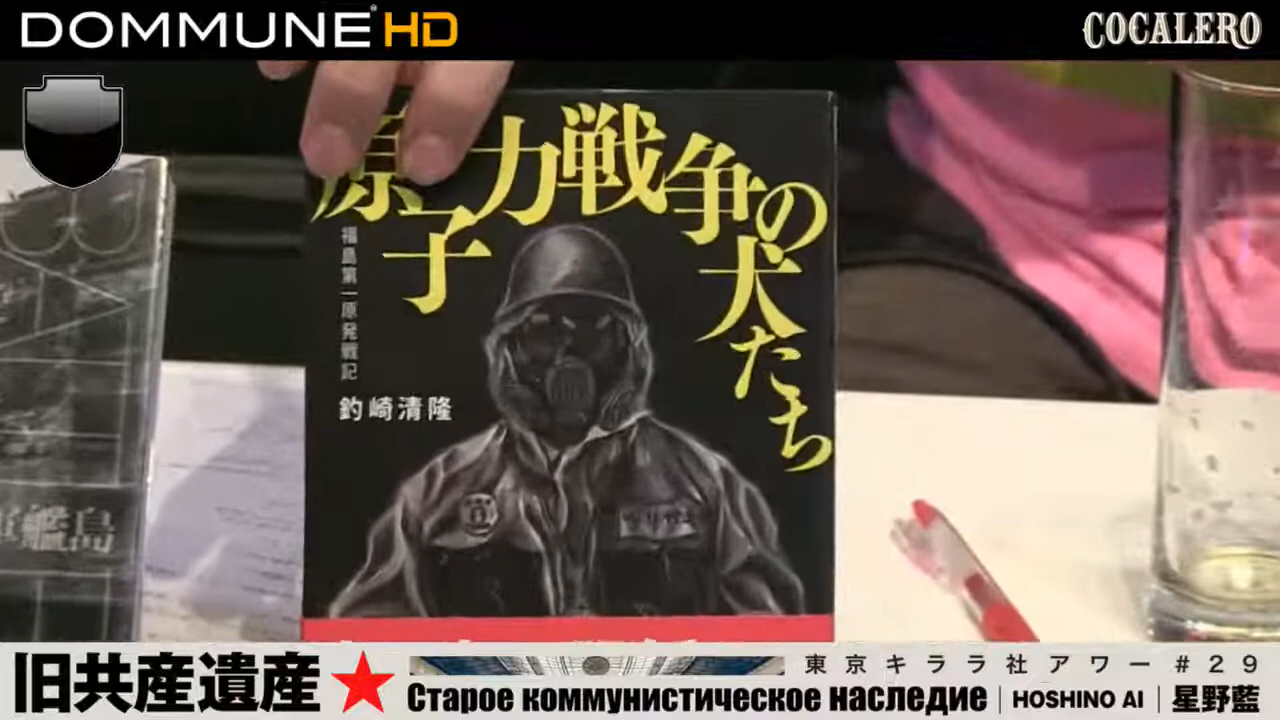 DOMMUNE® HD
COCALERO
原子力戦争の犬たち
福島第一原発戦記
釣崎清隆
艦島
旧共産遺産★
東京キララ社アワー#29
Старое коммунистическое наследие | HOSHINO AI | 星野藍